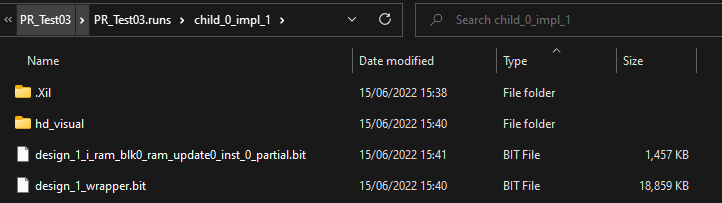 « PR_Test03 > PR_Test03.runs > child_0_impl_1 > Search child_0_impl_1
Name Date modified Type Size
.Xil 15/06/2022 15:38 File folder
hd_visual 15/06/2022 15:40 File folder
design_1_i_ram_blk0_ram_update0_inst_0_partial.bit 15/06/2022 15:41 BIT File 1,457 KB
design_1_wrapper.bit 15/06/2022 15:40 BIT File 18,859 KB